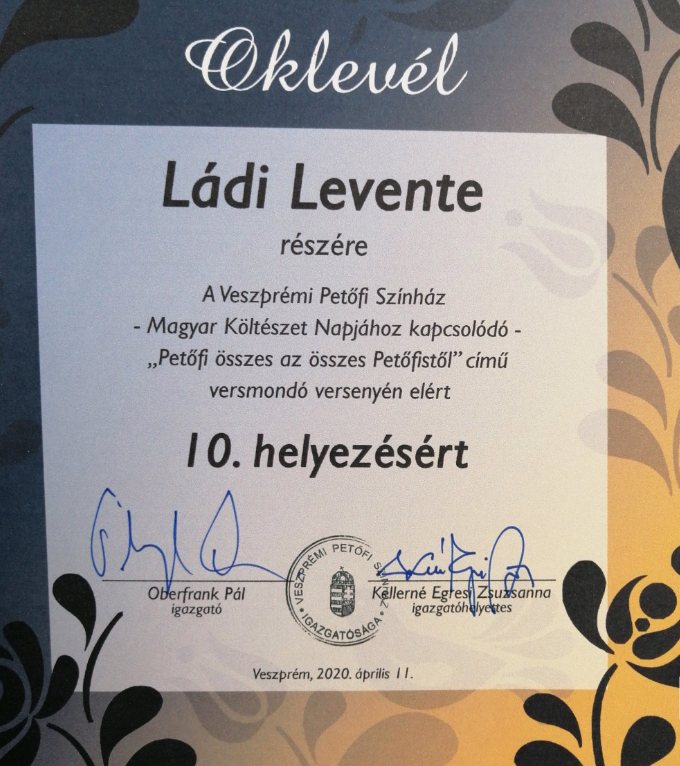 Oklevél
Ládi Levente
részére
A Veszprémi Petőfi Színház
- Magyar Költészet Napjához kapcsolódó -
„Petőfi összes az összes Petőfistől” című
versmondó versenyén elért
10. helyezésért
Oberfrank Pál
igazgató
VESZPRÉMI PETŐFI SZÍNHÁZ
• IGAZGATÓSÁGA •
Kellerné Egresi Zsuzsanna
igazgatóhelyettes
Veszprém, 2020. április 11.